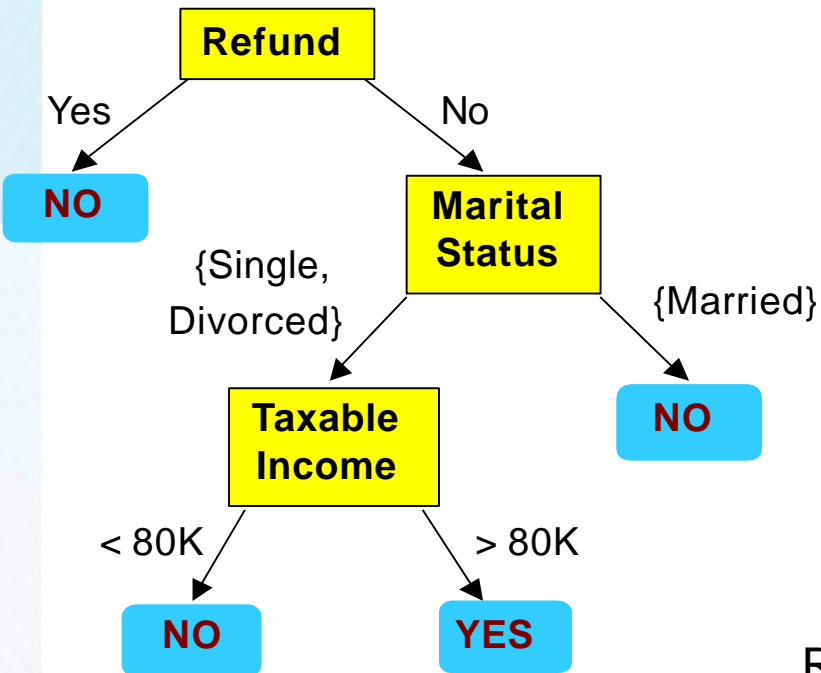 Refund
Yes
No
NO
Marital
Status
{Single,
Divorced}
{Married}
Taxable
Income
NO
< 80K
> 80K
NO
YES
R